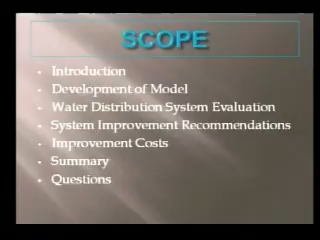 SCOPE
Introduction
Development of Model
Water Distribution System Evaluation
System Improvement Recommendations
Improvement Costs
Summary
Questions